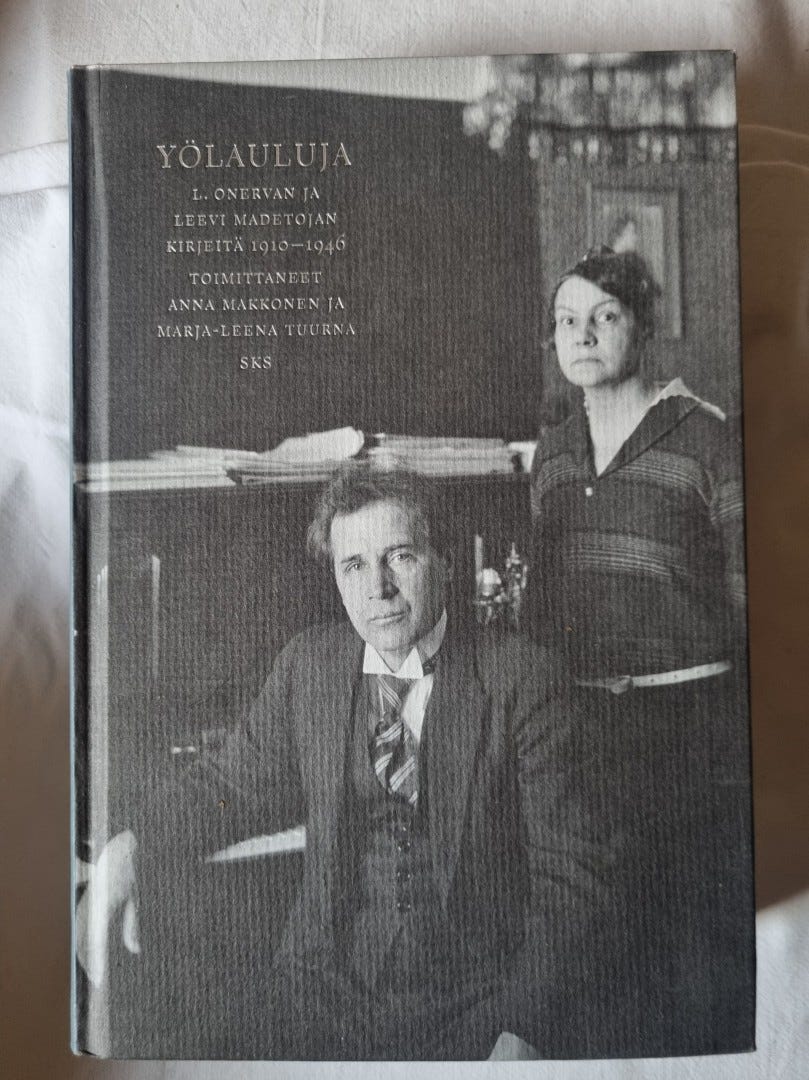 YÖLAULUJA
L. ONERVAN JA
LEEVI MADETOJAN
KIRJEITÄ 1910–1946
TOIMITTANEET
ANNA MAKKONEN JA
MARJA-LEENA TUURNA
SKS